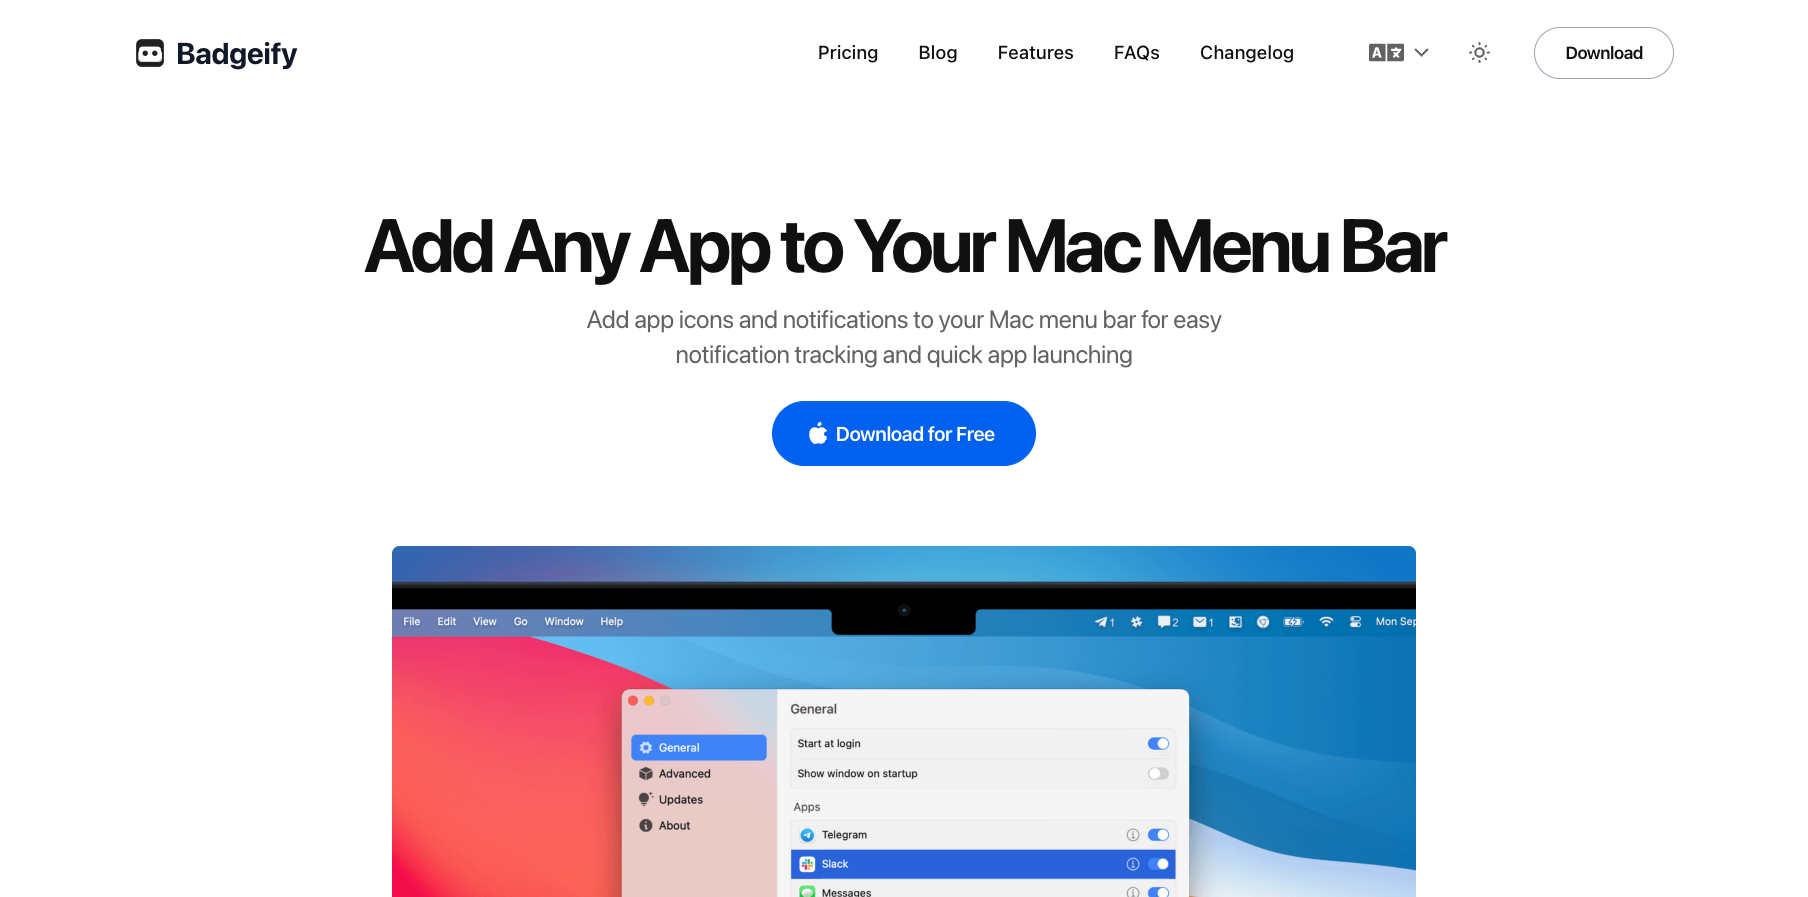 Badgeify
Pricing
Blog
Features
FAQs
Changelog
Download
Add Any App to Your Mac Menu Bar
Add app icons and notifications to your Mac menu bar for easy
notification tracking and quick app launching
Download for Free
File Edit View Go Window Help
1 2 1 Mon Sep
General
General
Start at login
Advanced
Show window on startup
Updates
Apps
About
Telegram
Slack
Messages